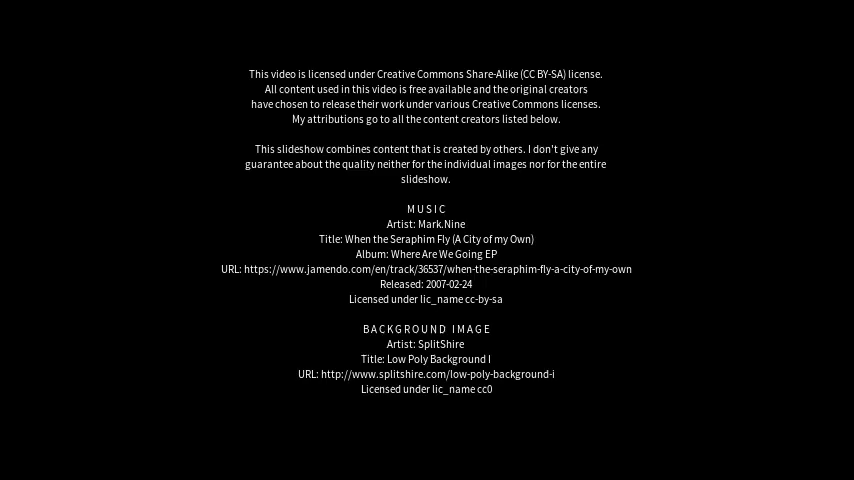 This video is licensed under Creative Commons Share-Alike (CC BY-SA) license.
All content used in this video is free available and the original creators
have chosen to release their work under various Creative Commons licenses.
My attributions go to all the content creators listed below.
This slideshow combines content that is created by others. I don't give any
guarantee about the quality neither for the individual images nor for the entire
slideshow.
MUSIC
Artist: Mark.Nine
Title: When the Seraphim Fly (A City of my Own)
Album: Where Are We Going EP
URL: https://www.jamendo.com/en/track/36537/when-the-seraphim-fly-a-city-of-my-own
Released: 2007-02-24
Licensed under lic_name cc-by-sa
BACKGROUND IMAGE
Artist: SplitShire
Title: Low Poly Background I
URL: http://www.splitshire.com/low-poly-background-i
Licensed under lic_name cc0